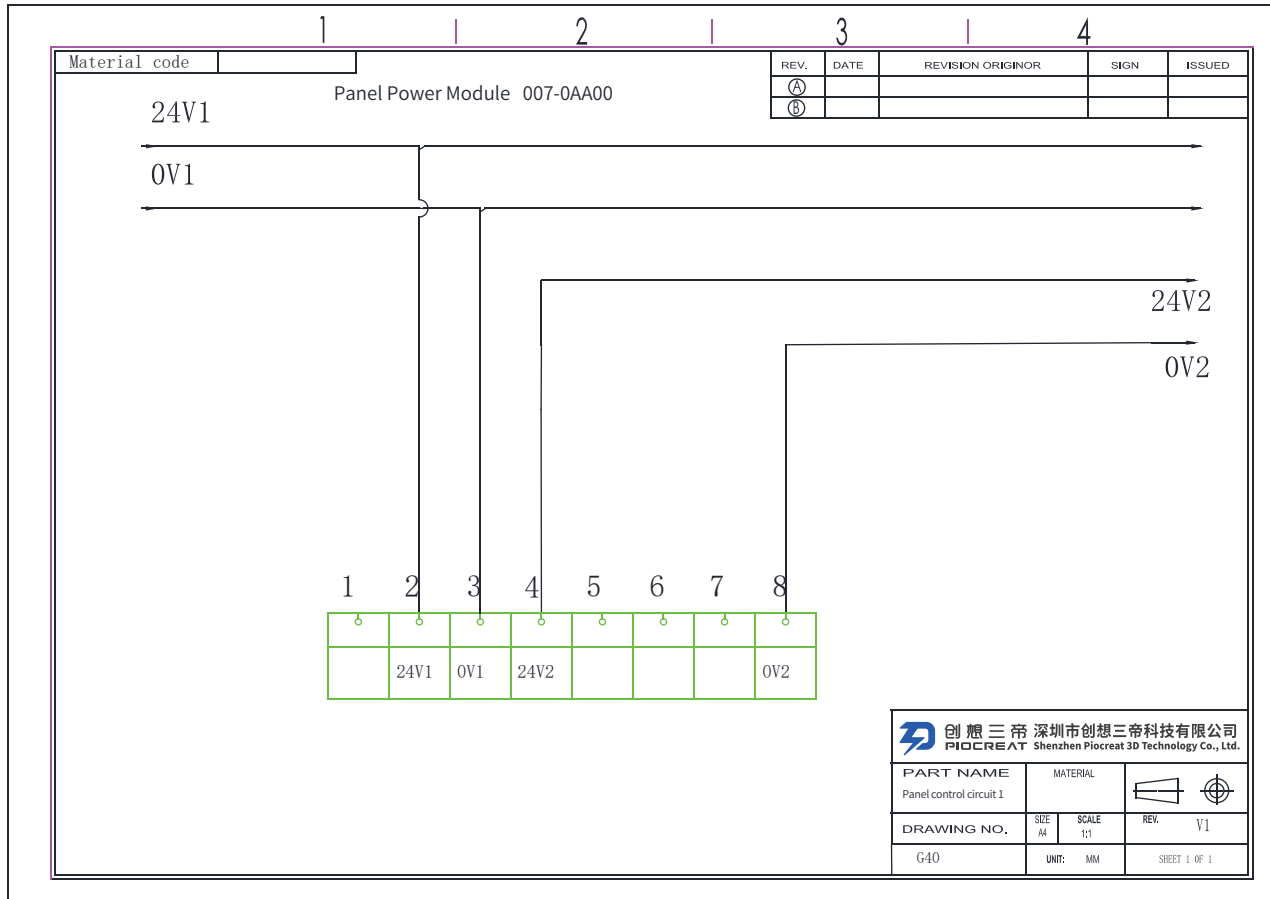 1 2 3 4
Material code
REV. DATE REVISION ORIGINOR SIGN ISSUED
A
B
Panel Power Module 007-0AA00
24V1
0V1
24V2
0V2
1 2 3 4 5 6 7 8
24V1 0V1 24V2 0V2
创想三帝 深圳市创想三帝科技有限公司
PIOCREAT Shenzhen Piocreat 3D Technology Co., Ltd.
PART NAME MATERIAL
Panel control circuit 1
DRAWING NO. SIZE SCALE REV. V1
A4 1:1
G40 UNIT: MM SHEET 1 OF 1